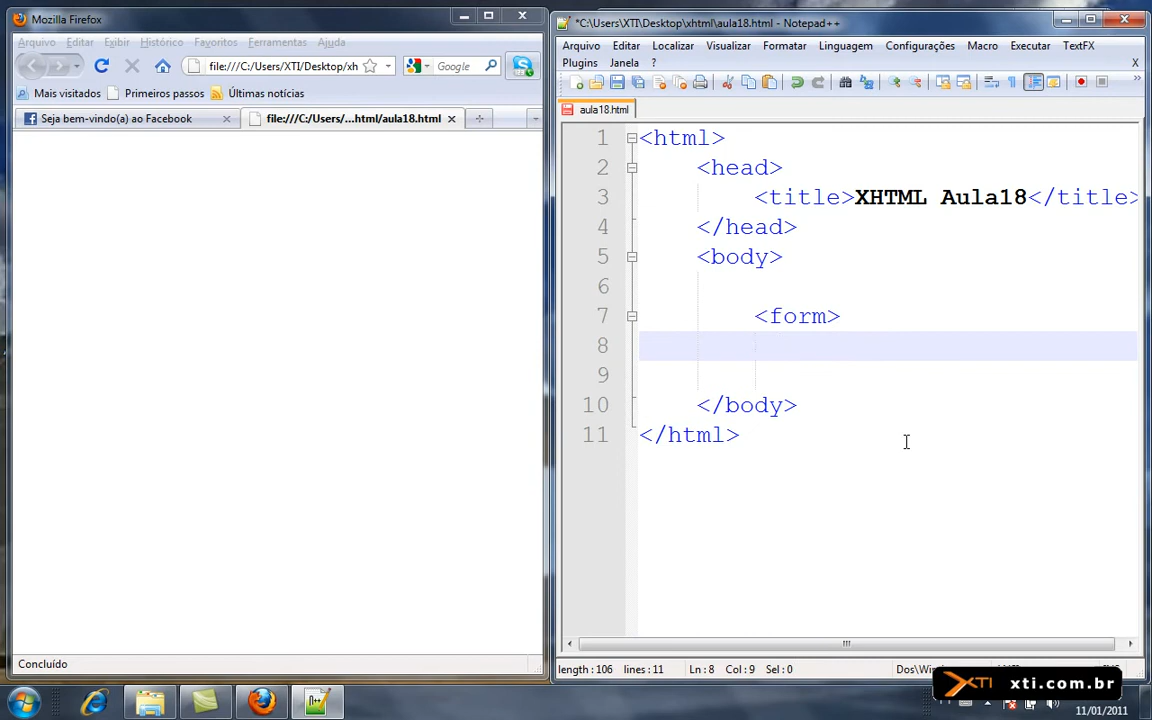 Mozilla Firefox
Arquivo Editar Exibir Histórico Favoritos Ferramentas Ajuda
file:///C:/Users/XTI/Desktop/xh
Google
Mais visitados Primeiros passos Últimas notícias
Seja bem-vindo(a) ao Facebook
file:///C:/Users/...html/aula18.html
Concluído
*C:\Users\XTI\Desktop\xhtml\aula18.html - Notepad++
Arquivo Editar Localizar Visualizar Formatar Linguagem Configurações Macro Executar TextFX
Plugins Janela ? X
aula18.html
1 <html>
2 <head>
3 <title>XHTML Aula18</title>
4 </head>
5 <body>
6
7 <form>
8
9
10 </body>
11 </html>
length : 106 lines : 11 Ln : 8 Col : 9 Sel : 0 Dos\Win
XTI xti.com.br
11/01/2011